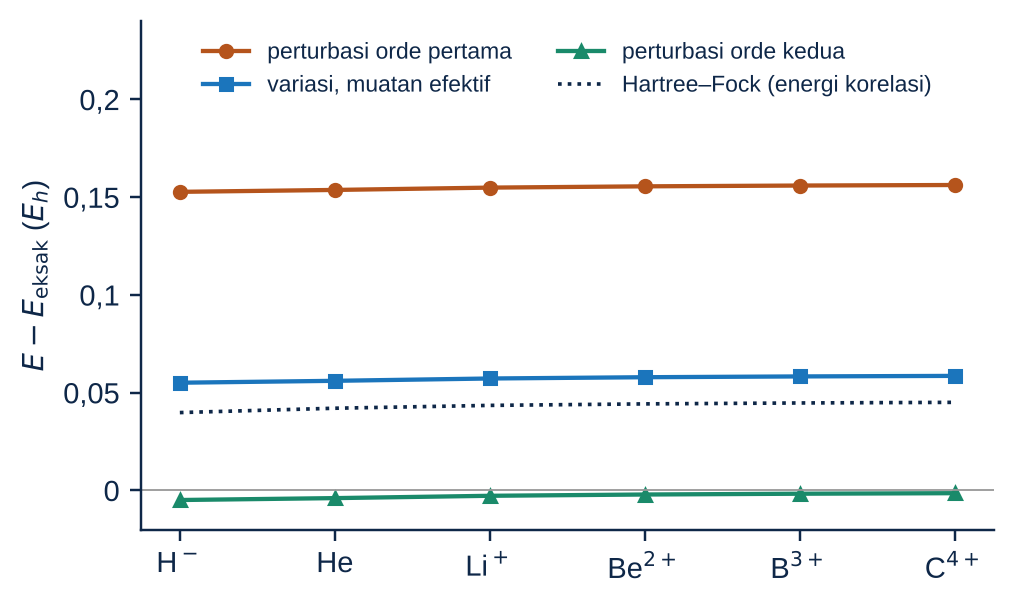 perturbasi orde pertama
variasi, muatan efektif
perturbasi orde kedua
Hartree–Fock (energi korelasi)
E − E_eksak (E_h)
0,2
0,15
0,1
0,05
0
H⁻ He Li⁺ Be²⁺ B³⁺ C⁴⁺